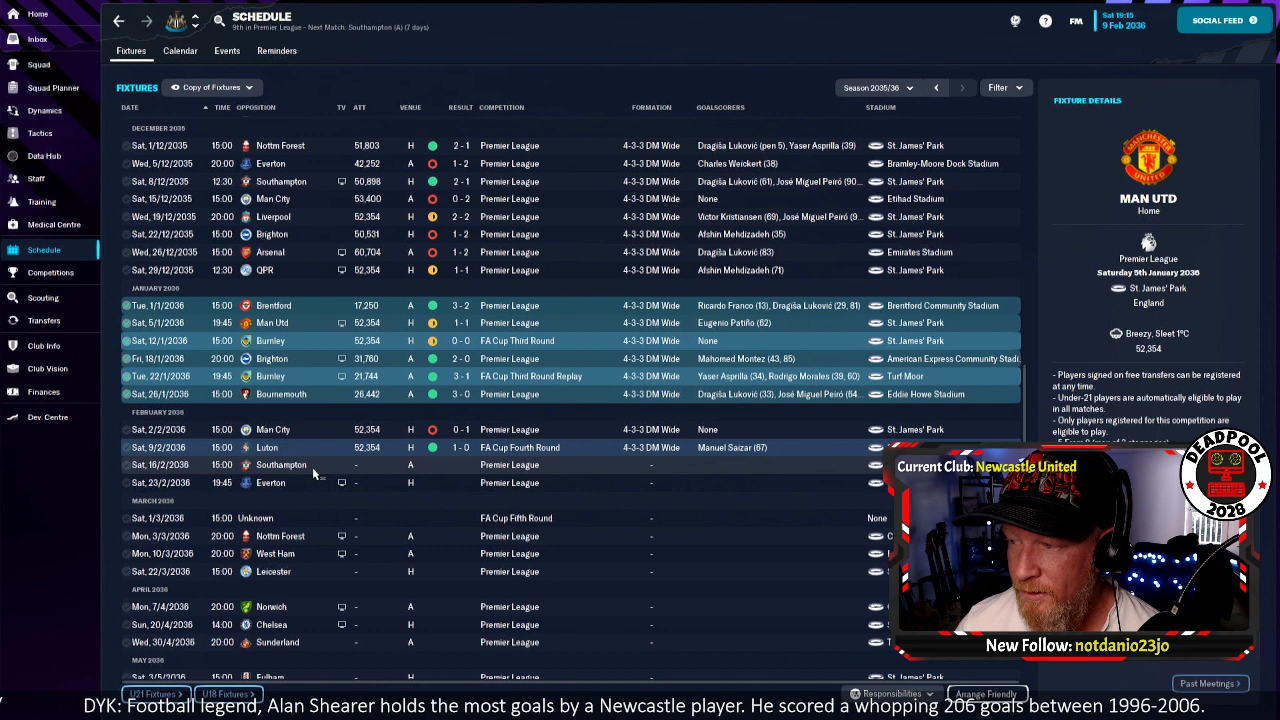 SCHEDULE
9th in Premier League - Next Match: Southampton (A) (7 days)
FM
Sat 19:15
9 Feb 2036
SOCIAL FEED
Home
Inbox
Squad
Squad Planner
Dynamics
Tactics
Data Hub
Staff
Training
Medical Centre
Schedule
Competitions
Scouting
Transfers
Club Info
Club Vision
Finances
Dev. Centre
Fixtures Calendar Events Reminders
FIXTURES Copy of Fixtures Season 2035/36 Filter
DATE TIME OPPOSITION TV ATT VENUE RESULT COMPETITION FORMATION GOALSCORERS STADIUM
DECEMBER 2035
Sat, 1/12/2035 15:00 Nottm Forest 51,803 H 2 - 1 Premier League 4-3-3 DM Wide Dragiša Luković (pen 5), Yaser Asprilla (39) St. James' Park
Wed, 5/12/2035 20:00 Everton 42,252 A 1 - 2 Premier League 4-3-3 DM Wide Charles Weickert (38) Bramley-Moore Dock Stadium
Sat, 8/12/2035 12:30 Southampton 50,898 H 5 - 1 Premier League 4-3-3 DM Wide Dragiša Luković (61), José Miguel Peiró (90... St. James' Park
Sat, 15/12/2035 15:00 Man City 53,400 A 0 - 2 Premier League 4-3-3 DM Wide None Etihad Stadium
Wed, 19/12/2035 20:00 Liverpool 52,354 H 2 - 2 Premier League 4-3-3 DM Wide Victor Kristiansen (69), José Miguel Peiró (9... St. James' Park
Sat, 22/12/2035 15:00 Brighton 50,531 H 1 - 2 Premier League 4-3-3 DM Wide Afshin Mehdizadeh (35) St. James' Park
Wed, 26/12/2035 15:00 Arsenal 60,704 A 1 - 2 Premier League 4-3-3 DM Wide Dragiša Luković (83) Emirates Stadium
Sat, 29/12/2035 12:30 QPR 52,354 H 1 - 1 Premier League 4-3-3 DM Wide Afshin Mehdizadeh (71) St. James' Park
JANUARY 2036
Tue, 1/1/2036 15:00 Brentford 17,250 A 3 - 2 Premier League 4-3-3 DM Wide Ricardo Franco (13), Dragiša Luković (29, 81) Brentford Community Stadium
Sat, 5/1/2036 19:45 Man Utd 52,354 H 1 - 1 Premier League 4-3-3 DM Wide Eugenio Patiño (62) St. James' Park
Sat, 12/1/2036 15:00 Burnley 52,354 H 0 - 0 FA Cup Third Round 4-3-3 DM Wide None St. James' Park
Fri, 18/1/2036 20:00 Brighton 31,760 A 2 - 0 Premier League 4-3-3 DM Wide Mahomed Montez (43, 85) American Express Community Stadi...
Tue, 22/1/2036 19:45 Burnley 21,744 A 3 - 1 FA Cup Third Round Replay 4-3-3 DM Wide Yaser Asprilla (34), Rodrigo Morales (39, 60) Turf Moor
Sat, 26/1/2036 15:00 Bournemouth 26,442 A 3 - 0 Premier League 4-3-3 DM Wide Dragiša Luković (33), José Miguel Peiró (64... Eddie Howe Stadium
FEBRUARY 2036
Sat, 2/2/2036 15:00 Man City 52,354 H 0 - 1 Premier League 4-3-3 DM Wide None St. James' Park
Sat, 9/2/2036 15:00 Luton 52,354 H 1 - 0 FA Cup Fourth Round 4-3-3 DM Wide Manuel Saizar (67)
Sat, 16/2/2036 15:00 Southampton - A Premier League -
Sat, 23/2/2036 19:45 Everton - H Premier League -
MARCH 2036
Sat, 1/3/2036 15:00 Unknown - FA Cup Fifth Round - None
Mon, 3/3/2036 20:00 Nottm Forest - A Premier League -
Mon, 10/3/2036 20:00 West Ham - A Premier League -
Sat, 22/3/2036 15:00 Leicester - H Premier League -
APRIL 2036
Mon, 7/4/2036 20:00 Norwich - A Premier League -
Sun, 20/4/2036 14:00 Chelsea - H Premier League -
Wed, 30/4/2036 20:00 Sunderland - A Premier League -
MAY 2036
Sat, 3/5/2036 15:00 Fulham - H Premier League - St. James' Park
U21 Fixtures > U18 Fixtures > Responsibilities Arrange Friendly
FIXTURE DETAILS
MAN UTD
Home
Premier League
Saturday 5th January 2036
St. James' Park
England
Breezy, Sleet 1°C
52,354
- Players signed on free transfers can be registered
at any time.
- Under-21 players are automatically eligible to play
in all matches.
- Only players registered for this competition are
eligible to play.
Past Meetings >
Current Club: Newcastle United
DEADPOOL
2028
New Follow: notdanio23jo
DYK: Football legend, Alan Shearer holds the most goals by a Newcastle player. He scored a whopping 206 goals between 1996-2006.